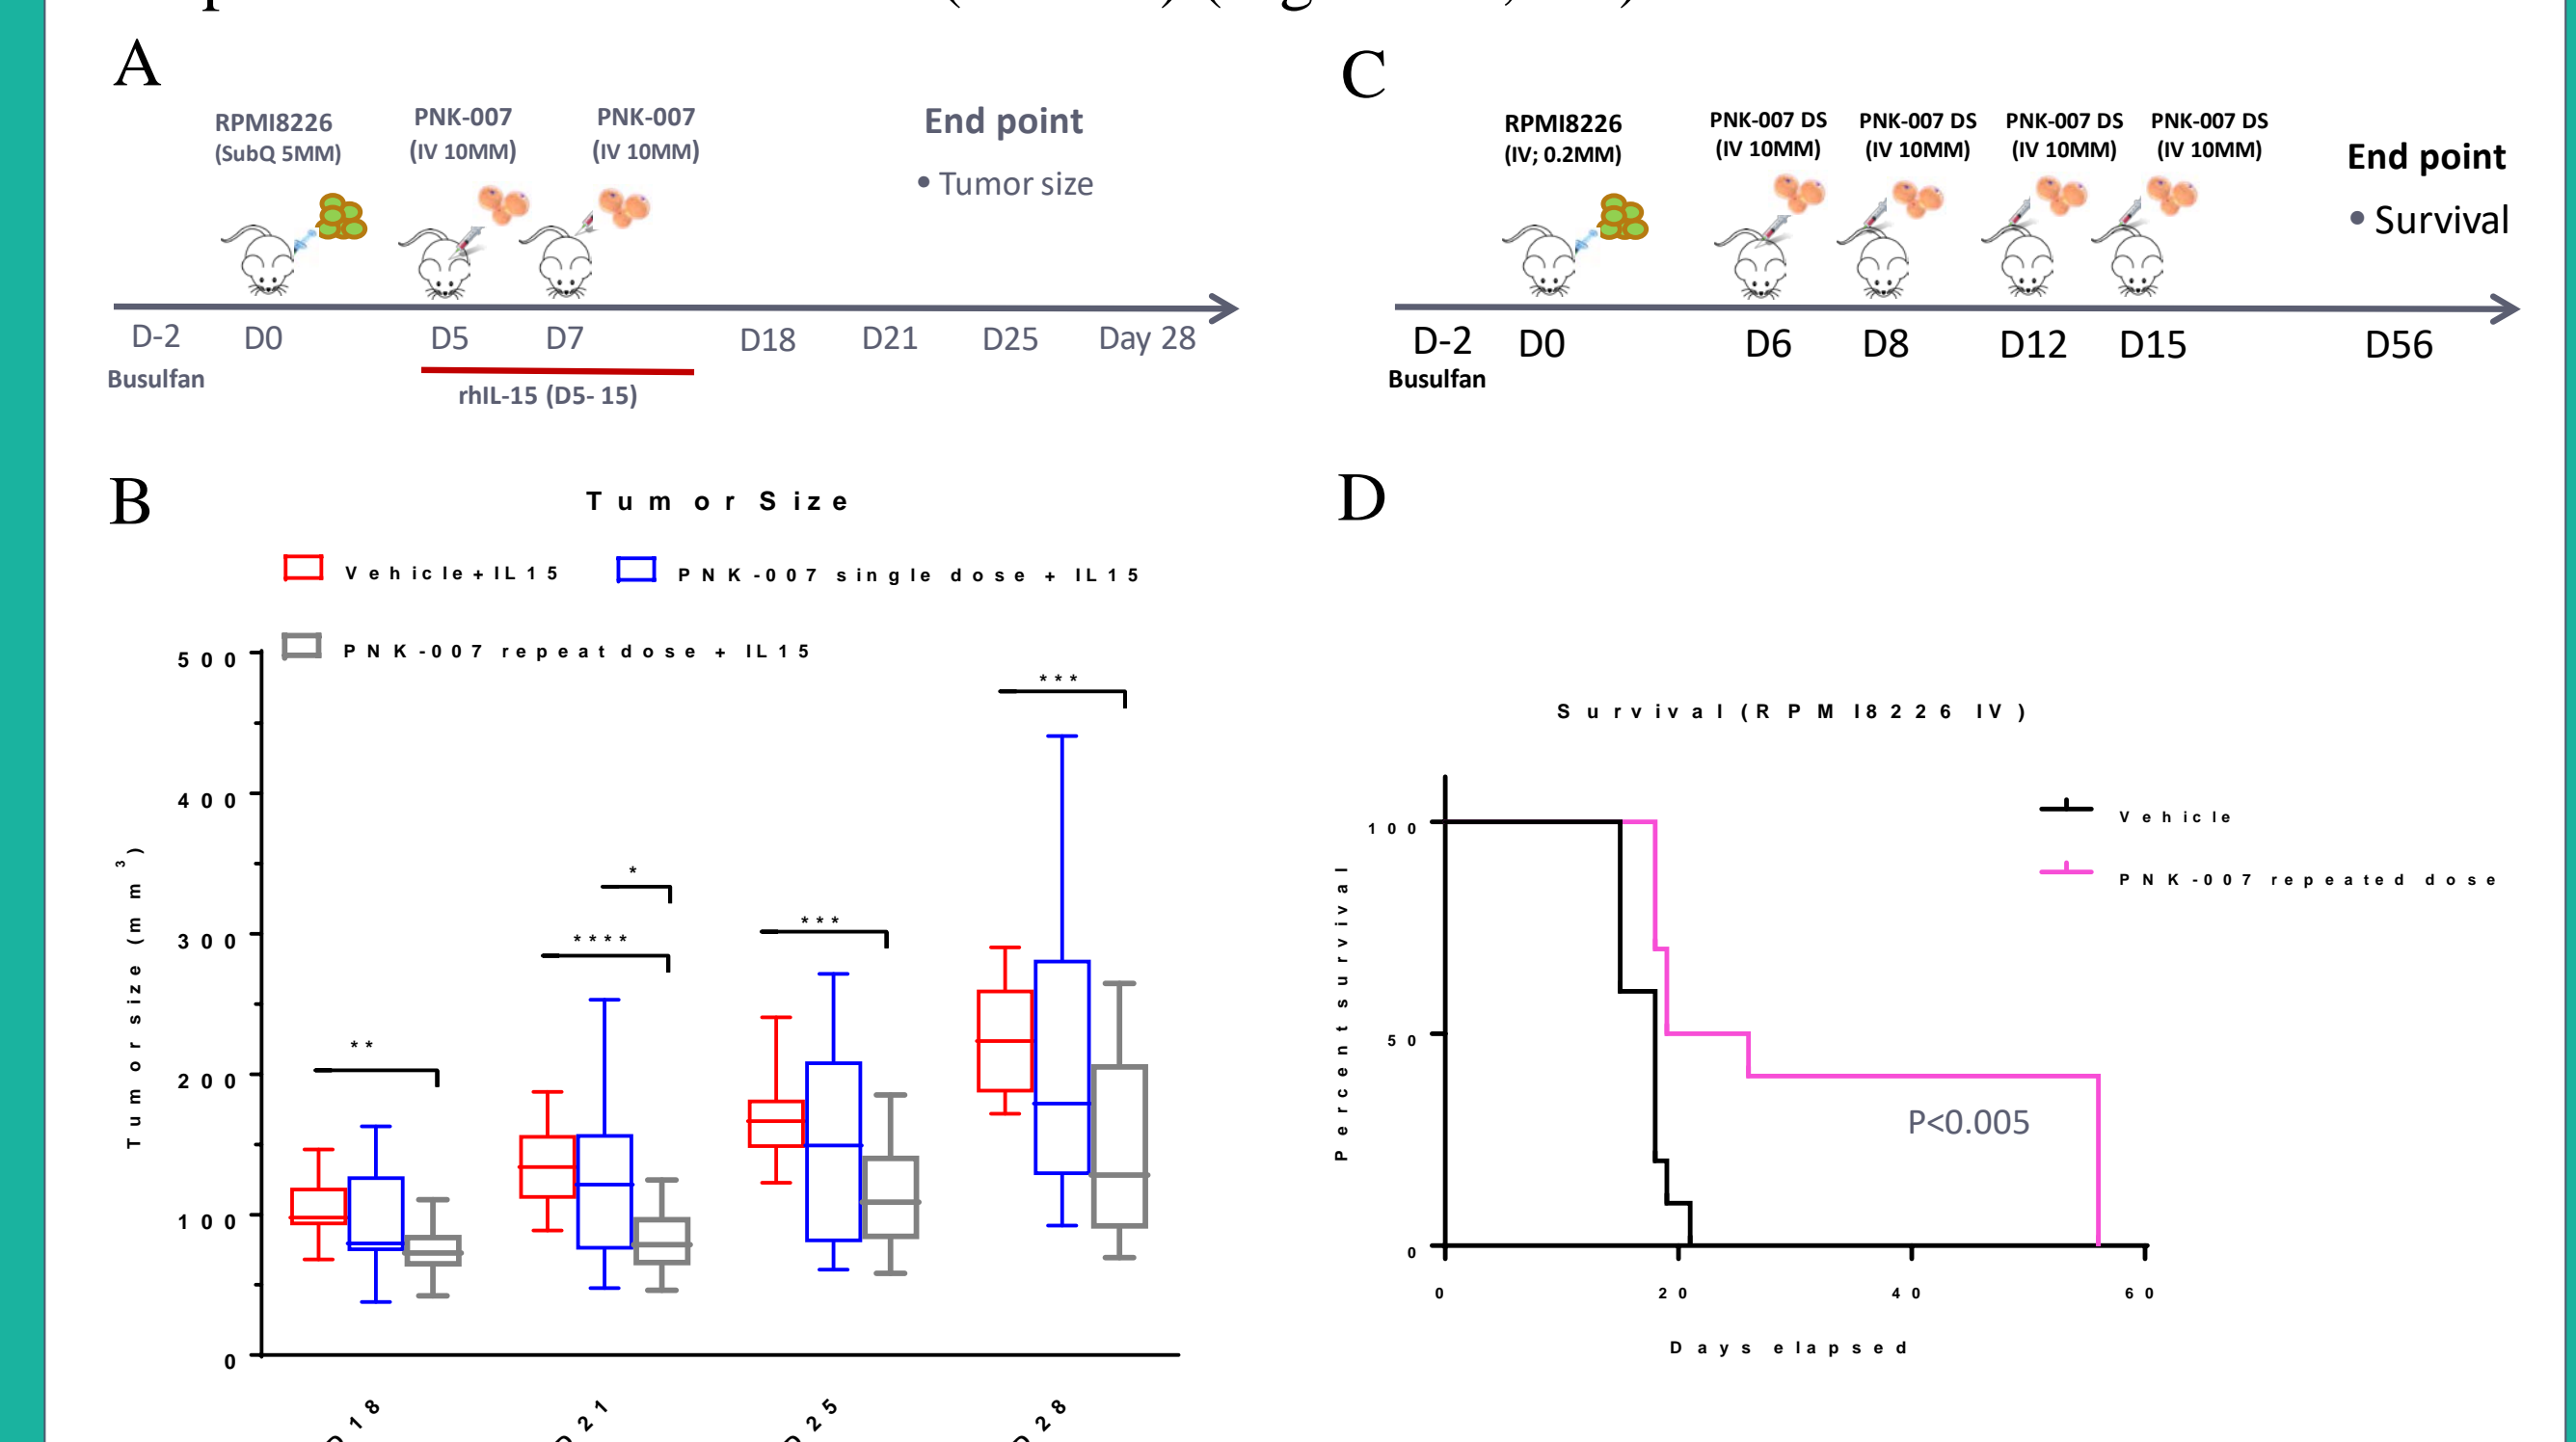 A
RPMI8226
(SubQ 5MM)
PNK-007
(IV 10MM)
PNK-007
(IV 10MM)
End point
• Tumor size
D-2
D0
D5
D7
D18
D21
D25
Day 28
Busulfan
rhIL-15 (D5- 15)
C
RPMI8226
(IV; 0.2MM)
PNK-007 DS
(IV 10MM)
PNK-007 DS
(IV 10MM)
PNK-007 DS
(IV 10MM)
PNK-007 DS
(IV 10MM)
End point
• Survival
D-2
D0
D6
D8
D12
D15
D56
Busulfan
B
Tumor Size
Vehicle+IL15
PNK-007 single dose + IL15
PNK-007 repeat dose + IL15
Tumor size (mm3)
500
400
300
200
100
0
**
*
****
***
***
18
21
25
28
D
Survival (RPMI8226 IV)
Vehicle
PNK-007 repeated dose
Percent survival
100
50
0
P<0.005
0
20
40
60
Days elapsed